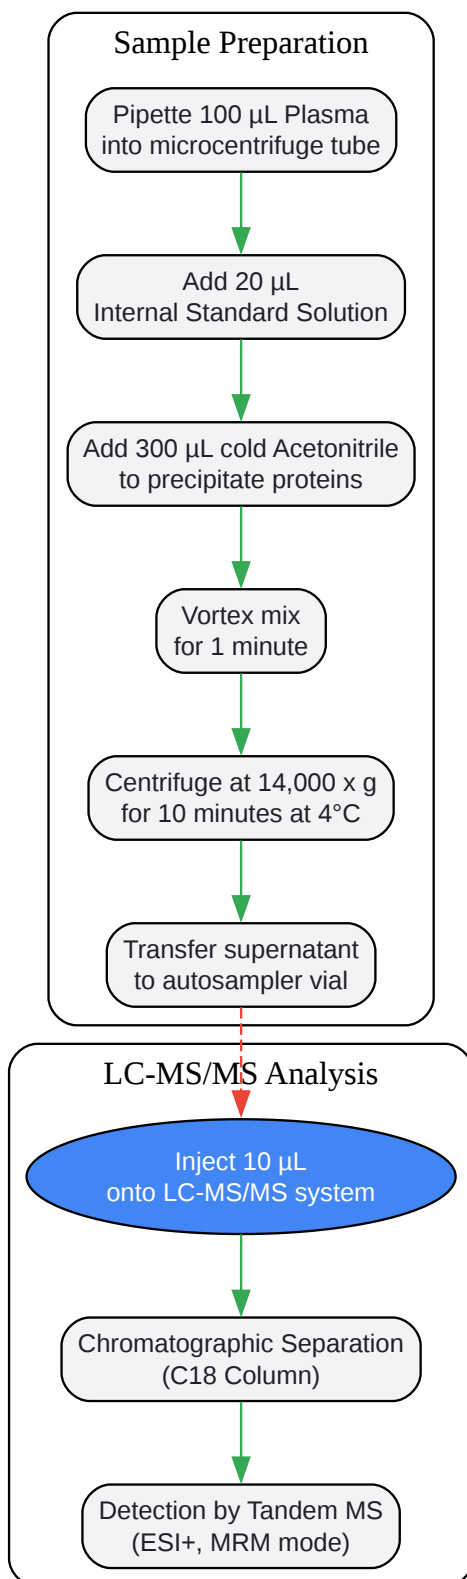 Sample Preparation
Pipette 100 µL Plasma
into microcentrifuge tube
Add 20 µL
Internal Standard Solution
Add 300 µL cold Acetonitrile
to precipitate proteins
Vortex mix
for 1 minute
Centrifuge at 14,000 x g
for 10 minutes at 4°C
Transfer supernatant
to autosampler vial
LC-MS/MS Analysis
Inject 10 µL
onto LC-MS/MS system
Chromatographic Separation
(C18 Column)
Detection by Tandem MS
(ESI+, MRM mode)